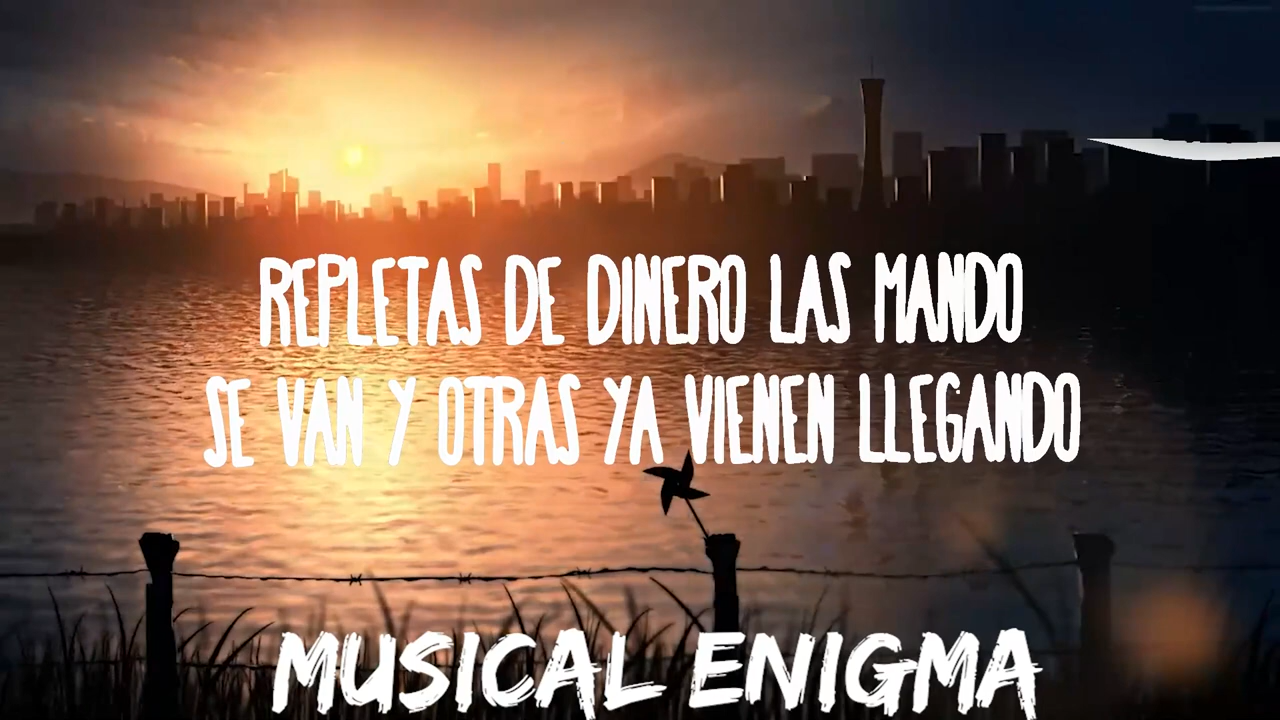 REPLETAS DE DINERO LAS MANDO
SE VAN Y OTRAS YA VIENEN LLEGANDO
MUSICAL ENIGMA